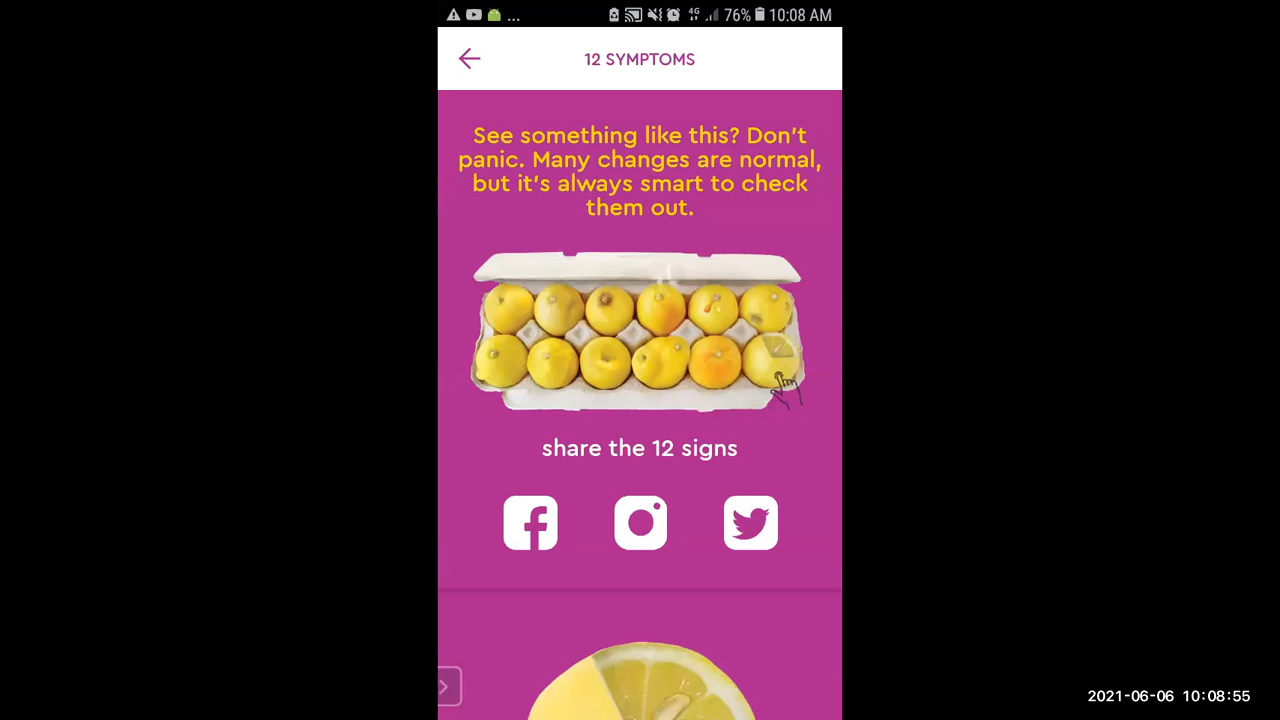 ... 4G 76% 10:08 AM
12 SYMPTOMS
See something like this? Don't
panic. Many changes are normal,
but it's always smart to check
them out.
share the 12 signs
2021-06-06 10:08:55